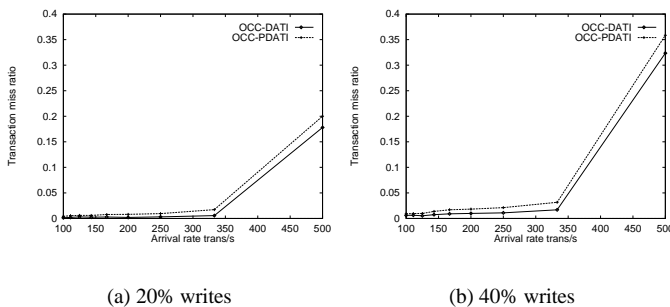 OCC-DATI
OCC-PDATI
Transaction miss ratio
0.4
0.35
0.3
0.25
0.2
0.15
0.1
0.05
0
100 150 200 250 300 350 400 450 500
Arrival rate trans/s
(a) 20% writes
OCC-DATI
OCC-PDATI
Transaction miss ratio
0.4
0.35
0.3
0.25
0.2
0.15
0.1
0.05
0
100 150 200 250 300 350 400 450 500
Arrival rate trans/s
(b) 40% writes